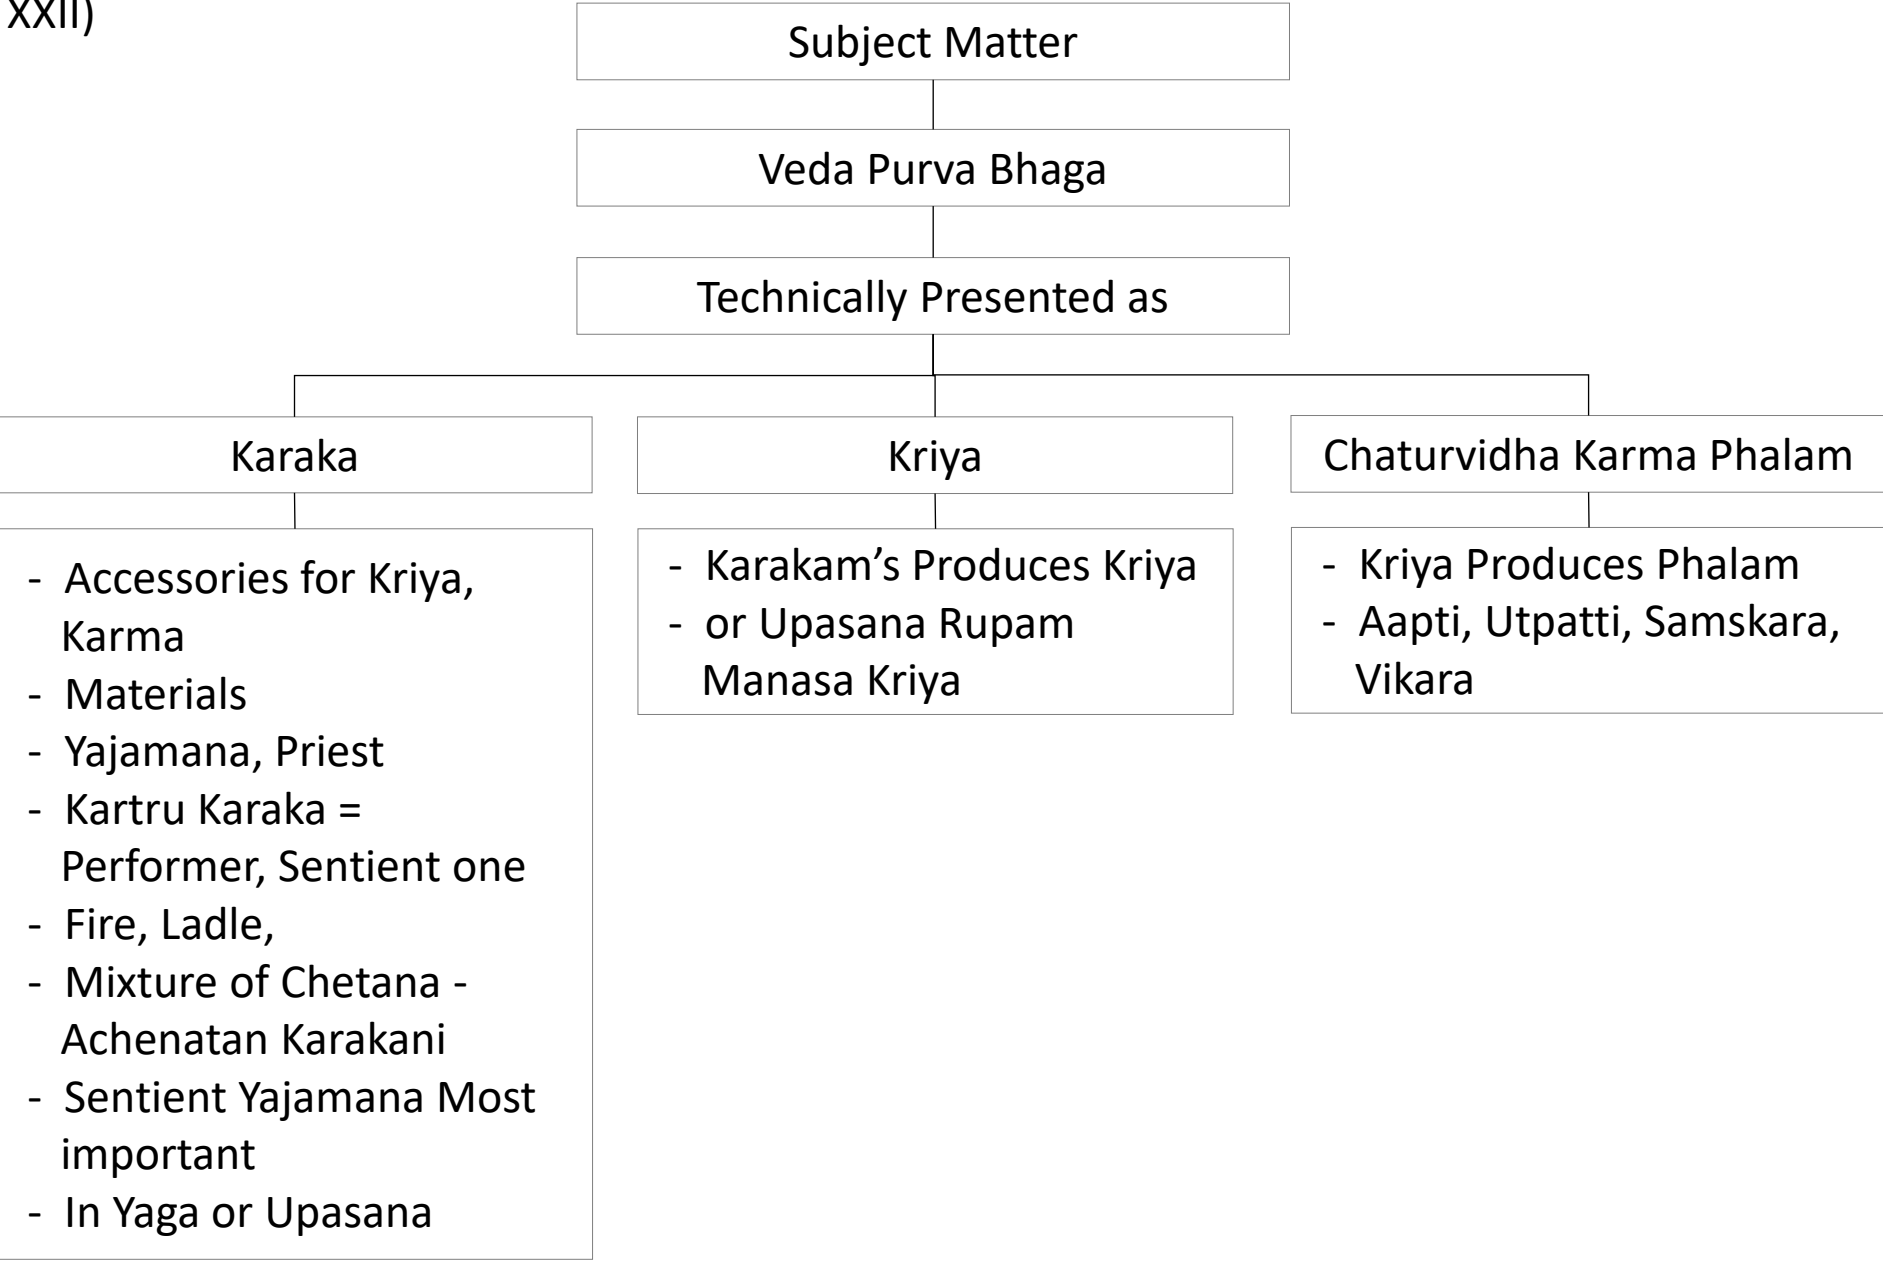 XXII)
Subject Matter
Veda Purva Bhaga
Technically Presented as
Karaka
Kriya
Chaturvidha Karma Phalam
- Accessories for Kriya,
Karma
- Materials
- Yajamana, Priest
- Kartru Karaka =
Performer, Sentient one
- Fire, Ladle,
- Mixture of Chetana -
Achenatan Karakani
- Sentient Yajamana Most
important
- In Yaga or Upasana
- Karakam’s Produces Kriya
- or Upasana Rupam
Manasa Kriya
- Kriya Produces Phalam
- Aapti, Utpatti, Samskara,
Vikara